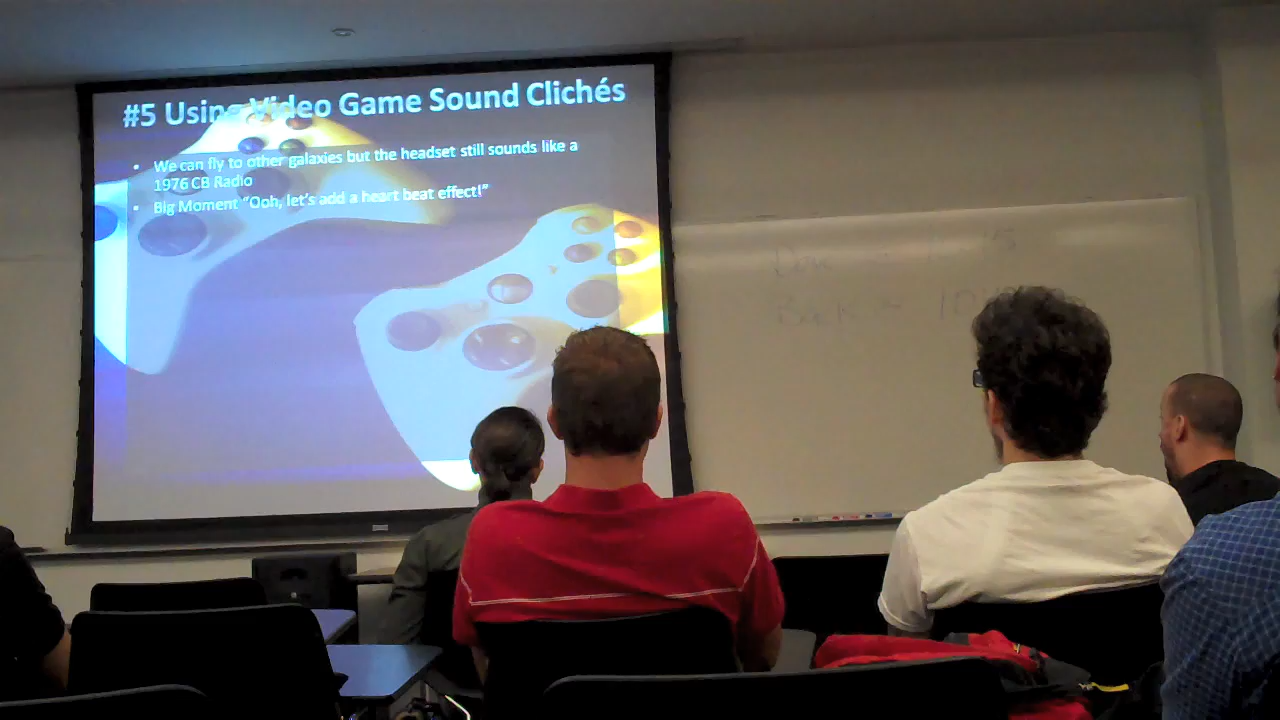 #5 Using Video Game Sound Clichés
• We can fly to other galaxies but the headset still sounds like a
1976 CB Radio
• Big Moment “Ooh, let’s add a heart beat effect!”